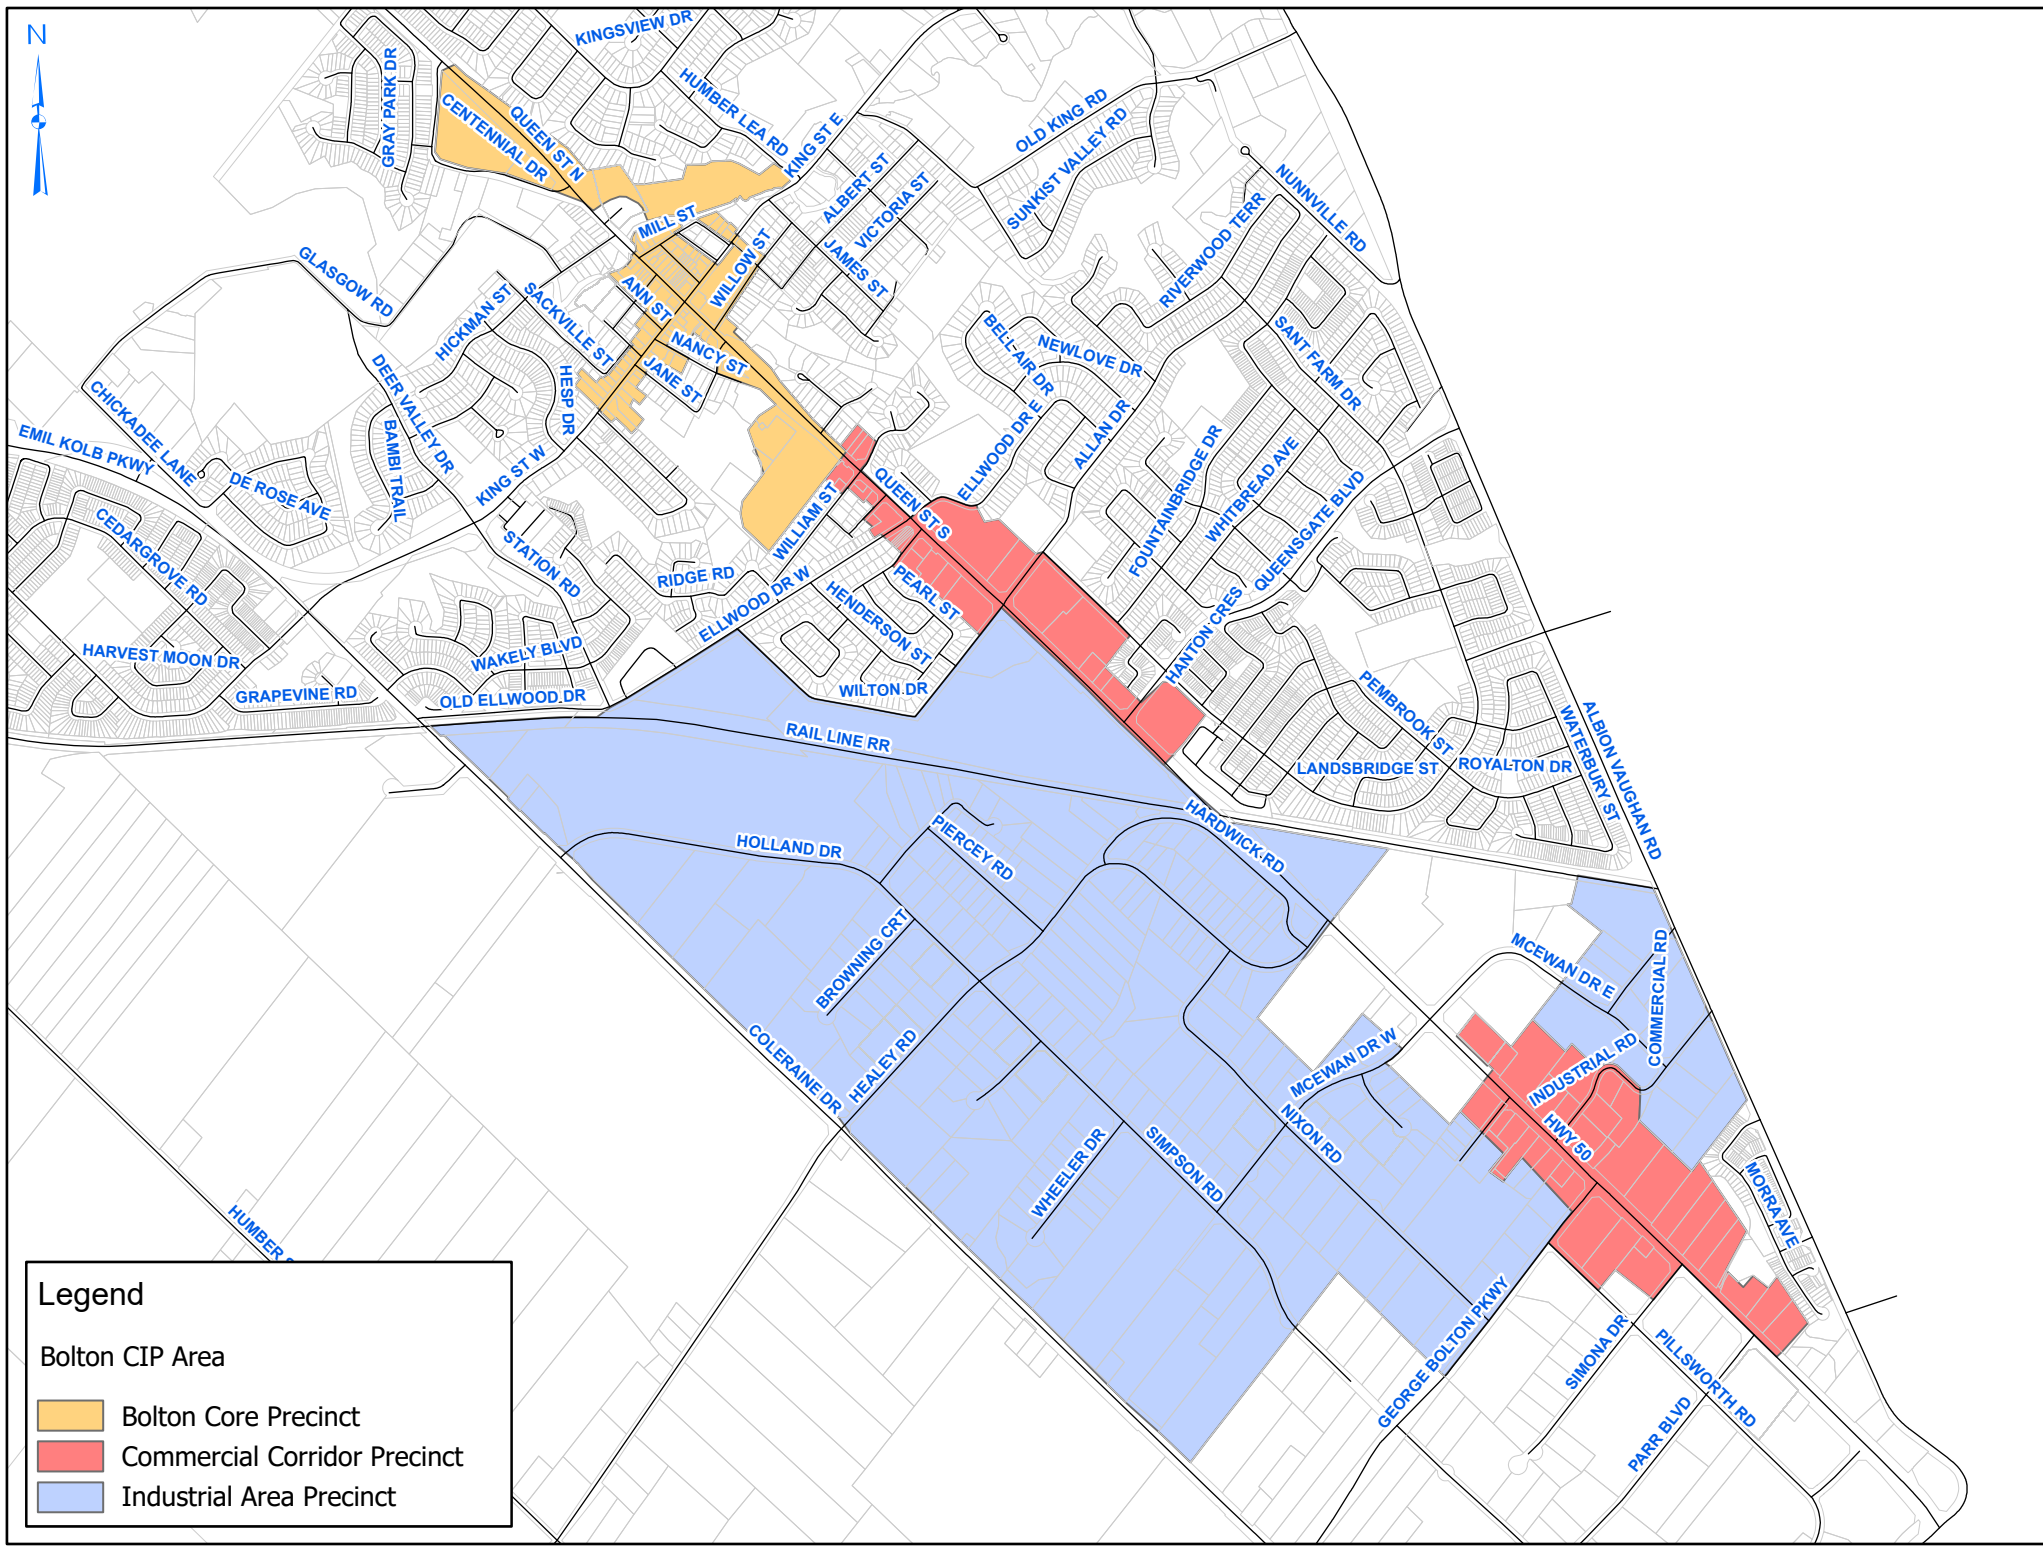 N
KINGSVIEW DR
GRAY PARK DR
HUMBER LEA RD
QUEEN ST N
CENTENNIAL DR
KING ST E
OLD KING RD
SUNKIST VALLEY RD
ALBERT ST
VICTORIA ST
NUNNVILLE RD
MILL ST
RIVERWOOD TERR
GLASGOW RD
WILLOW ST
JAMES ST
HICKMAN ST
SACKVILLE ST
ANN ST
NANCY ST
JANE ST
BELL AIR DR
NEWLOVE DR
SANT FARM DR
DEER VALLEY DR
HESP DR
CHICKADEE LANE
BAMBI TRAIL
EMIL KOLB PKWY
DE ROSE AVE
KING ST W
ELLWOOD DR E
ALLAN DR
FOUNTAINBRIDGE DR
WHITBREAD AVE
QUEENSGATE BLVD
QUEEN ST S
WILLIAM ST
CEDARGROVE RD
STATION RD
RIDGE RD
ELLWOOD DR W
HENDERSON ST
PEARL ST
HANTON CRES
HARVEST MOON DR
WAKELY BLVD
GRAPEVINE RD
OLD ELLWOOD DR
WILTON DR
PEMBROOK ST
ALBION VAUGHAN RD
WATERBURY ST
RAIL LINE RR
LANDSBRIDGE ST
ROYALTON DR
HARDWICK RD
HOLLAND DR
PIERCEY RD
BROWNING CRT
MCEWAN DR E
COMMERCIAL RD
COLERAINE DR
HEALEY RD
MCEWAN DR W
INDUSTRIAL RD
HWY 50
NIXON RD
SIMPSON RD
WHEELER DR
MORRA AVE
HUMBER
GEORGE BOLTON PKWY
SIMONA DR
PILLSWORTH RD
PARR BLVD
Legend
Bolton CIP Area
Bolton Core Precinct
Commercial Corridor Precinct
Industrial Area Precinct